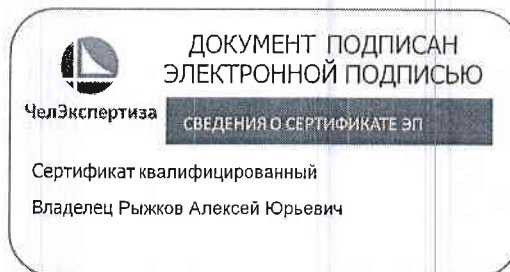 ДОКУМЕНТ ПОДПИСАН
ЭЛЕКТРОННОЙ ПОДПИСЬЮ
ЧелЭкспертиза
СВЕДЕНИЯ О СЕРТИФИКАТЕ ЭП
Сертификат квалифицированный
Владелец Рыжков Алексей Юрьевич